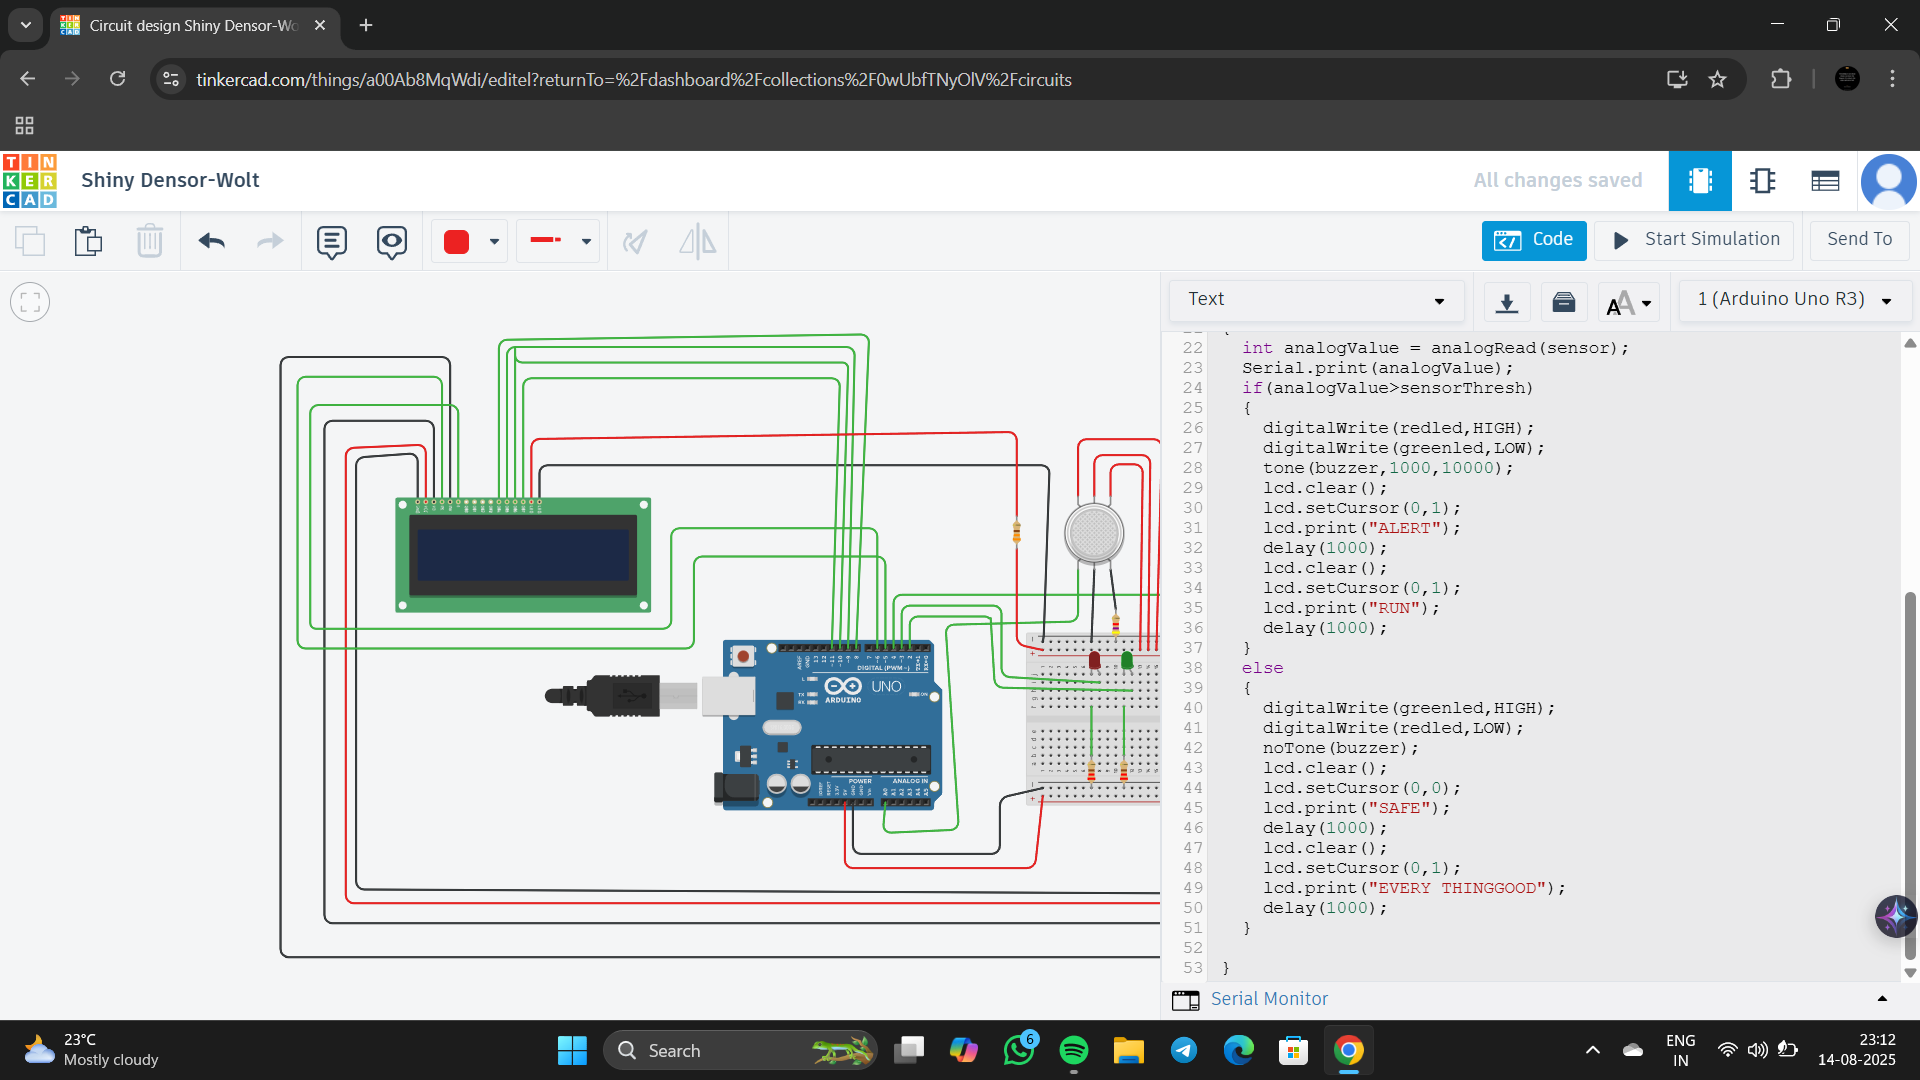 Circuit design Shiny Densor-Wo
tinkercad.com/things/a00Ab8MqWdi/editel?returnTo=%2Fdashboard%2Fcollections%2F0wUbfTNyOlV%2Fcircuits
TIN
KER
CAD
Shiny Densor-Wolt
All changes saved
Code
Start Simulation
Send To
Text
1 (Arduino Uno R3)
22 int analogValue = analogRead(sensor);
23 Serial.print(analogValue);
24 if(analogValue>sensorThresh)
25 {
26 digitalWrite(redled,HIGH);
27 digitalWrite(greenled,LOW);
28 tone(buzzer,1000,10000);
29 lcd.clear();
30 lcd.setCursor(0,1);
31 lcd.print("ALERT");
32 delay(1000);
33 lcd.clear();
34 lcd.setCursor(0,1);
35 lcd.print("RUN");
36 delay(1000);
37 }
38 else
39 {
40 digitalWrite(greenled,HIGH);
41 digitalWrite(redled,LOW);
42 noTone(buzzer);
43 lcd.clear();
44 lcd.setCursor(0,0);
45 lcd.print("SAFE");
46 delay(1000);
47 lcd.clear();
48 lcd.setCursor(0,1);
49 lcd.print("EVERY THINGGOOD");
50 delay(1000);
51 }
52
53 }
DIGITAL (PWM~)
UNO
ARDUINO
POWER
ANALOG IN
Serial Monitor
23°C
Mostly cloudy
Search
6
ENG
IN
23:12
14-08-2025